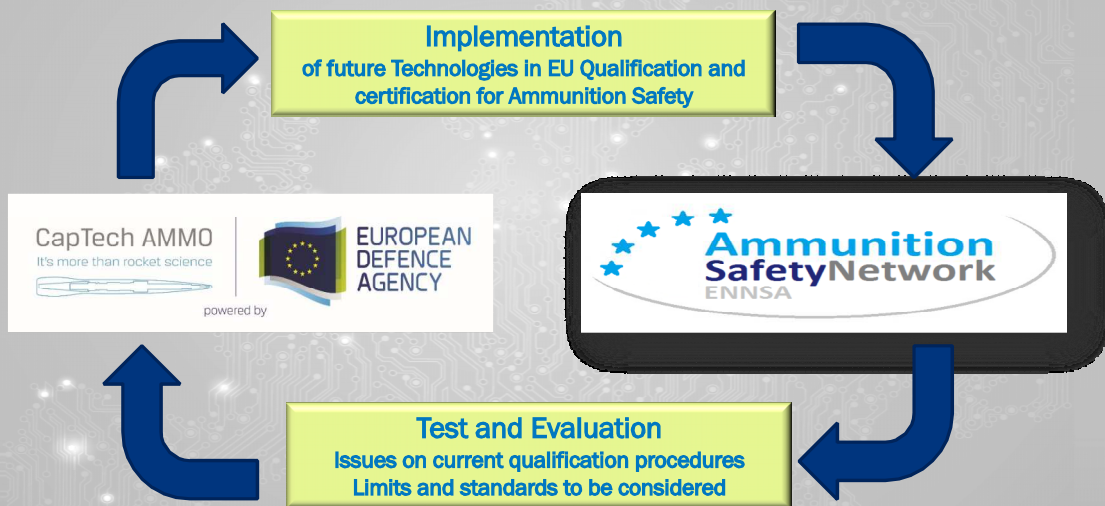 Implementation
of future Technologies in EU Qualification and
certification for Ammunition Safety
CapTech AMMO
It's more than rocket science
powered by
EUROPEAN
DEFENCE
AGENCY
Ammunition
SafetyNetwork
ENNSA
Test and Evaluation
Issues on current qualification procedures
Limits and standards to be considered